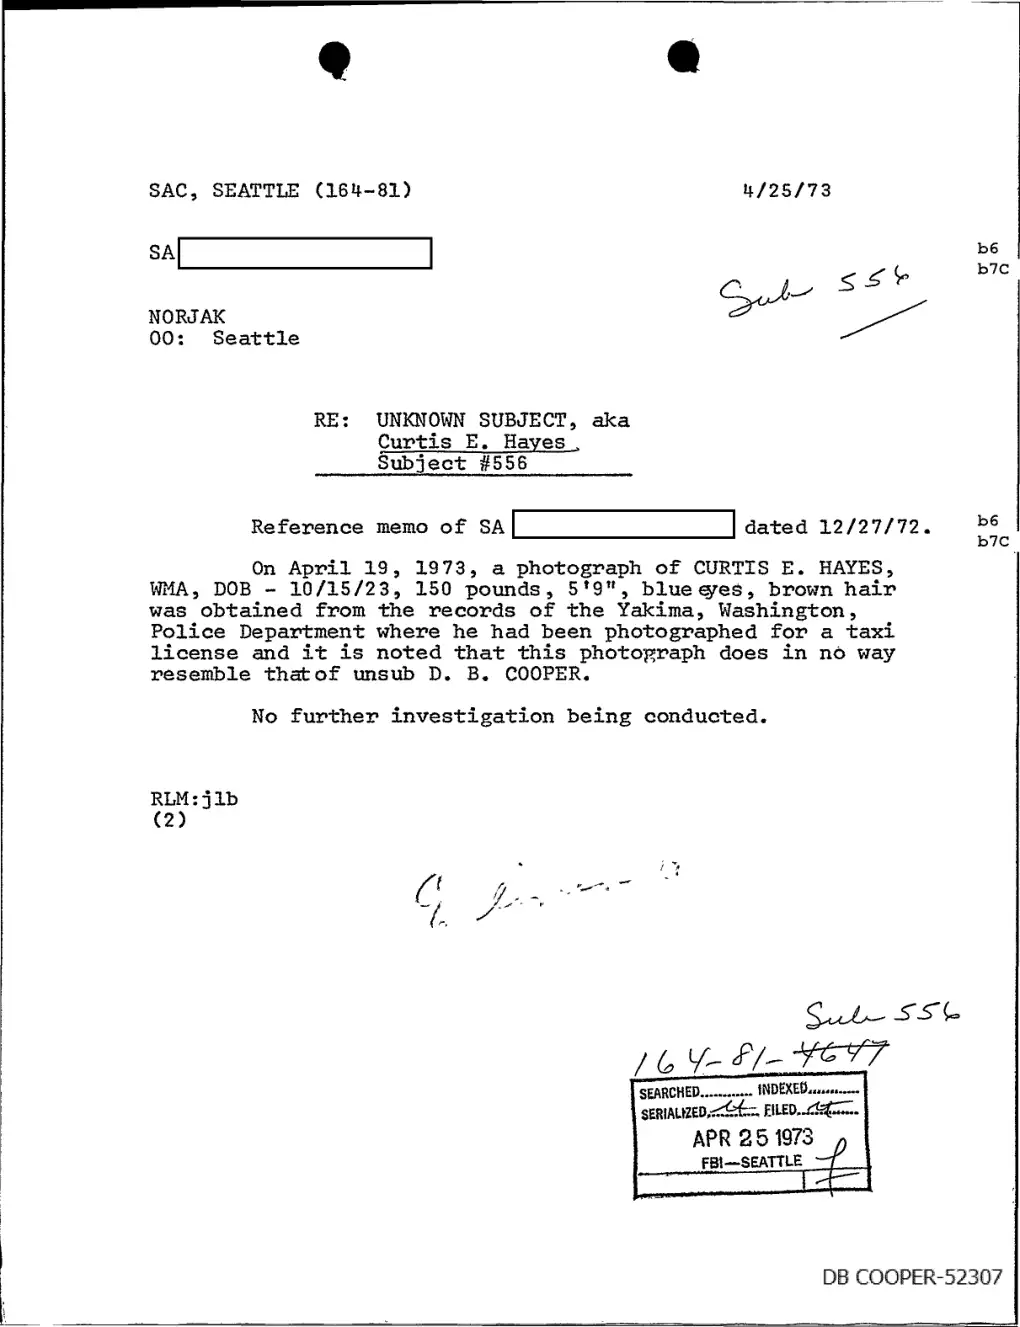 SAC, SEATTLE (164-81) 4/25/73
SA b6
b7C
Sub 556
NORJAK
OO: Seattle
RE: UNKNOWN SUBJECT, aka
Curtis E. Hayes
Subject #556
Reference memo of SA dated 12/27/72. b6
b7C
On April 19, 1973, a photograph of CURTIS E. HAYES,
WMA, DOB - 10/15/23, 150 pounds, 5'9", blue eyes, brown hair
was obtained from the records of the Yakima, Washington,
Police Department where he had been photographed for a taxi
license and it is noted that this photograph does in no way
resemble that of unsub D. B. COOPER.
No further investigation being conducted.
RLM:jlb
(2)
Sub 556
164-81-4647
SEARCHED............ INDEXED............
SERIALIZED............ FILED............
APR 25 1973
FBI—SEATTLE
DB COOPER-52307